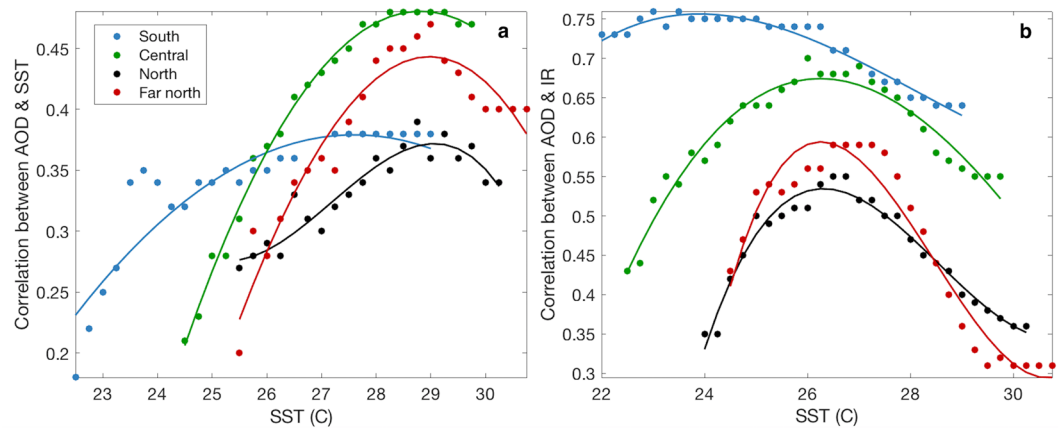 a
South
Central
North
Far north
Correlation between AOD & SST
0.45
0.4
0.35
0.3
0.25
0.2
23 24 25 26 27 28 29 30
SST (C)
b
Correlation between AOD & IR
0.75
0.7
0.65
0.6
0.55
0.5
0.45
0.4
0.35
0.3
22 24 26 28 30
SST (C)